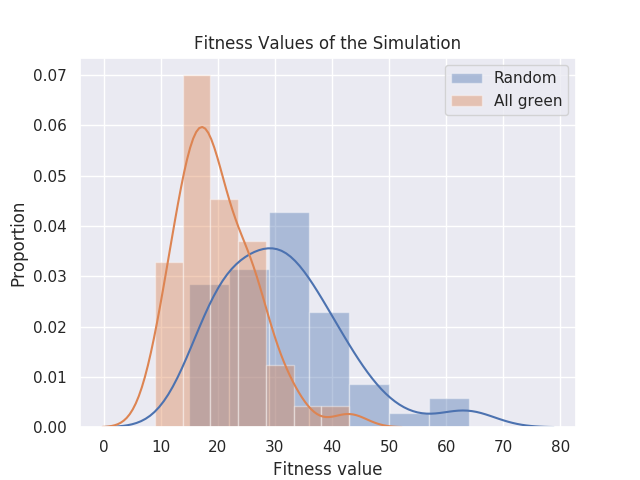 Fitness Values of the Simulation
Random
All green
Proportion
0.07
0.06
0.05
0.04
0.03
0.02
0.01
0.00
0 10 20 30 40 50 60 70 80
Fitness value